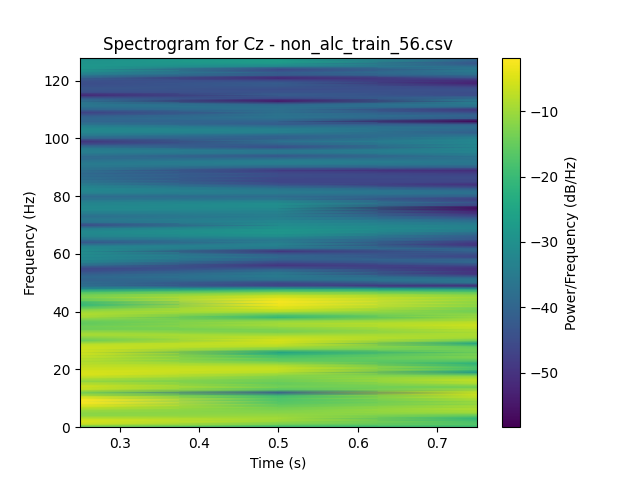 Spectrogram for Cz - non_alc_train_56.csv
120
100
80
60
40
20
0
Frequency (Hz)
0.3 0.4 0.5 0.6 0.7
Time (s)
−10
−20
−30
−40
−50
Power/Frequency (dB/Hz)